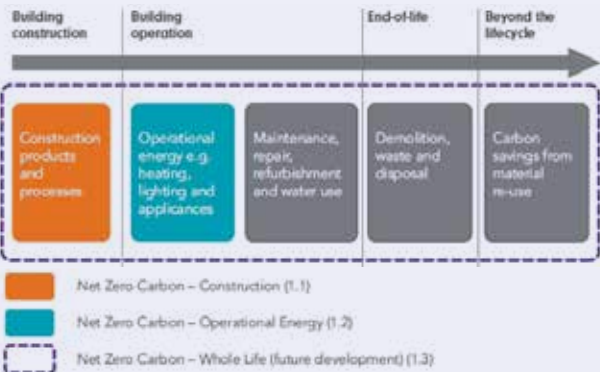 Building
construction
Building
operation
End-of-life
Beyond the
lifecycle
Construction
products
and
processes
Operational
energy e.g.
heating,
lighting and
applicances
Maintenance,
repair,
refurbishment
and water use
Demolition,
waste and
disposal
Carbon
savings from
material
re-use
Net Zero Carbon – Construction (1.1)
Net Zero Carbon – Operational Energy (1.2)
Net Zero Carbon – Whole Life (future development) (1.3)